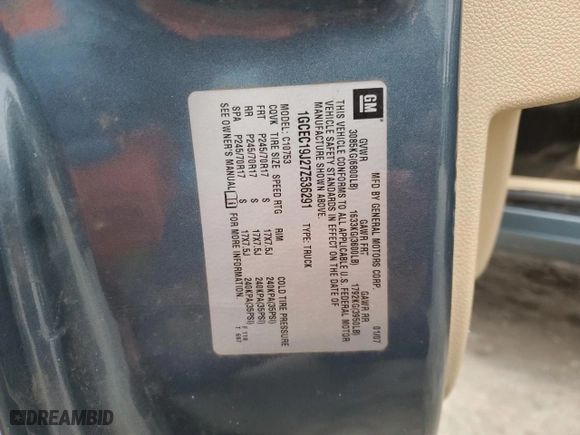 GM
MFD BY GENERAL MOTORS CORP. 01/07
GVWR GAWR FRT GAWR RR
3085KG(6800LB) 1633KG(3600LB) 1792KG(3950LB)
THIS VEHICLE CONFORMS TO ALL APPLICABLE U.S. FEDERAL MOTOR
VEHICLE SAFETY STANDARDS IN EFFECT ON THE DATE OF
MANUFACTURE SHOWN ABOVE.
1GCEC19J27Z536291 TYPE: TRUCK
MODEL: C10753
CQVK TIRE SIZE SPEED RTG RIM COLD TIRE PRESSURE
FRT P245/70R17 S 17X7.5J 240KPA(35PSI)
RR P245/70R17 S 17X7.5J 240KPA(35PSI)
SPA P245/70R17 S 17X7.5J 240KPA(35PSI)
SEE OWNER'S MANUAL FOR MORE INFORMATION.
DREAMBID